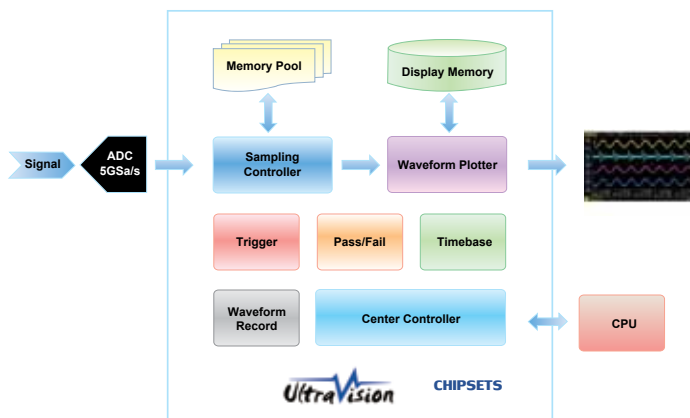 Memory Pool
Display Memory
Signal
ADC
5GSa/s
Sampling
Controller
Waveform Plotter
Trigger
Pass/Fail
Timebase
Waveform
Record
Center Controller
CPU
UltraVision
CHIPSETS